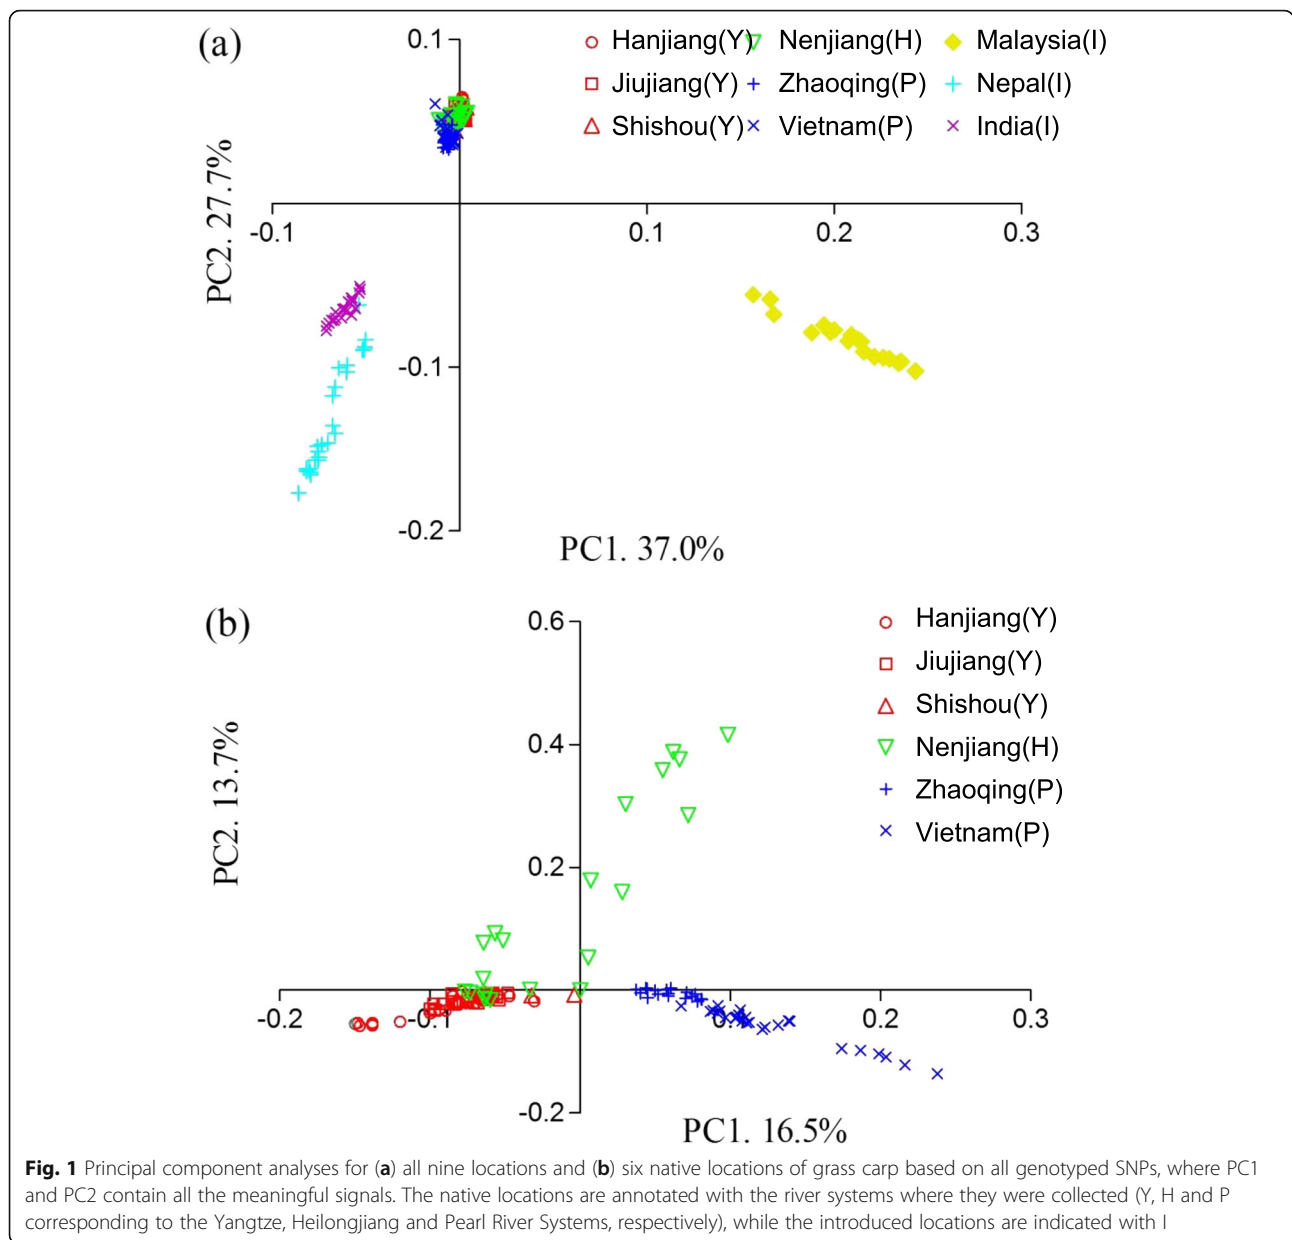 (a)
0.1
Hanjiang(Y) Nenjiang(H) Malaysia(I)
Jiujiang(Y) Zhaoqing(P) Nepal(I)
Shishou(Y) Vietnam(P) India(I)
PC2. 27.7%
-0.1 0.1 0.2 0.3
-0.1
-0.2
PC1. 37.0%
(b)
0.6
Hanjiang(Y)
Jiujiang(Y)
Shishou(Y)
Nenjiang(H)
Zhaoqing(P)
Vietnam(P)
0.4
PC2. 13.7%
0.2
-0.2 -0.1 0.1 0.2 0.3
-0.2
PC1. 16.5%
Fig. 1 Principal component analyses for (a) all nine locations and (b) six native locations of grass carp based on all genotyped SNPs, where PC1
and PC2 contain all the meaningful signals. The native locations are annotated with the river systems where they were collected (Y, H and P
corresponding to the Yangtze, Heilongjiang and Pearl River Systems, respectively), while the introduced locations are indicated with I